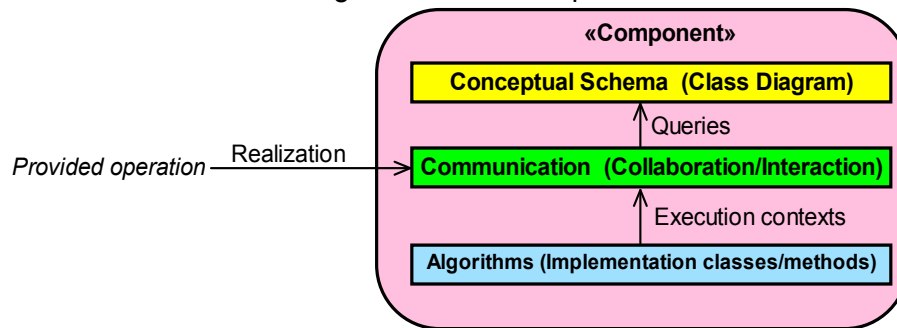 «Component»
Conceptual Schema (Class Diagram)
Queries
Provided operation
Realization
Communication (Collaboration/Interaction)
Execution contexts
Algorithms (Implementation classes/methods)